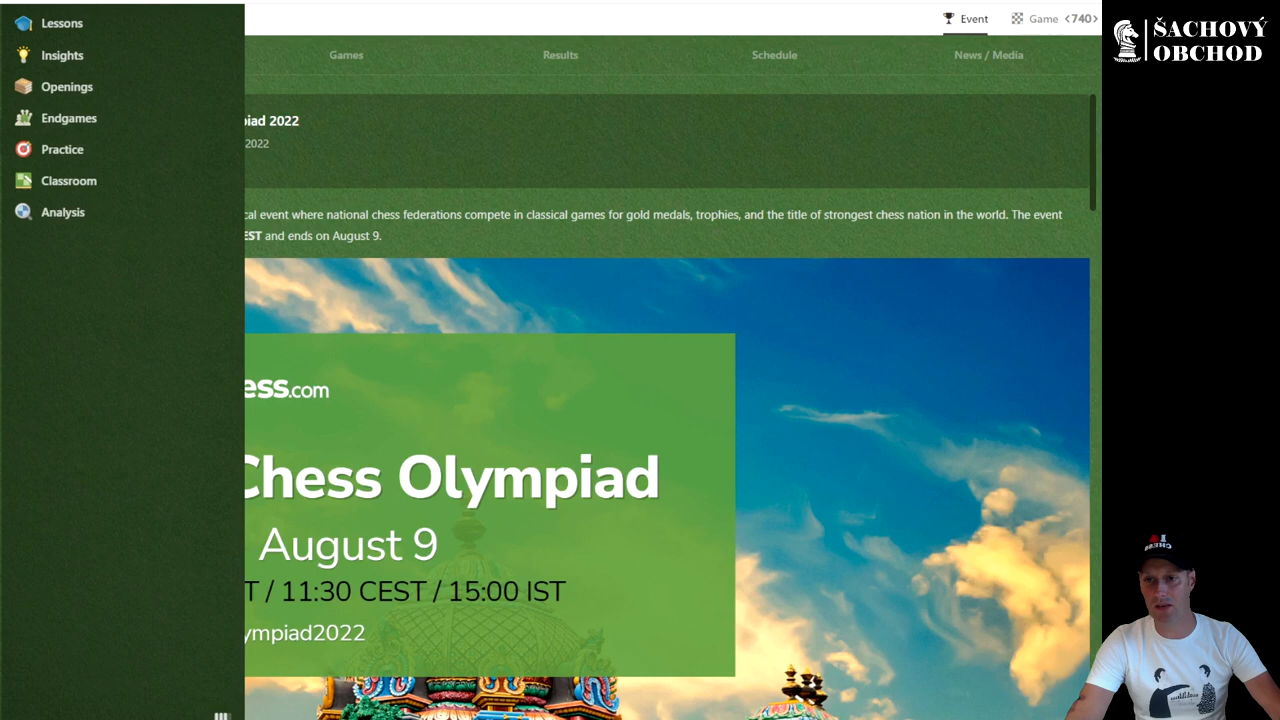 Lessons
Insights
Openings
Endgames
Practice
Classroom
Analysis
Event
Game <740>
Games
Results
Schedule
News / Media
piad 2022
2022
cal event where national chess federations compete in classical games for gold medals, trophies, and the title of strongest chess nation in the world. The event
EST and ends on August 9.
ess.com
Chess Olympiad
August 9
T / 11:30 CEST / 15:00 IST
ympiad2022
ŠACHOVÝ
OBCHOD
CHESS